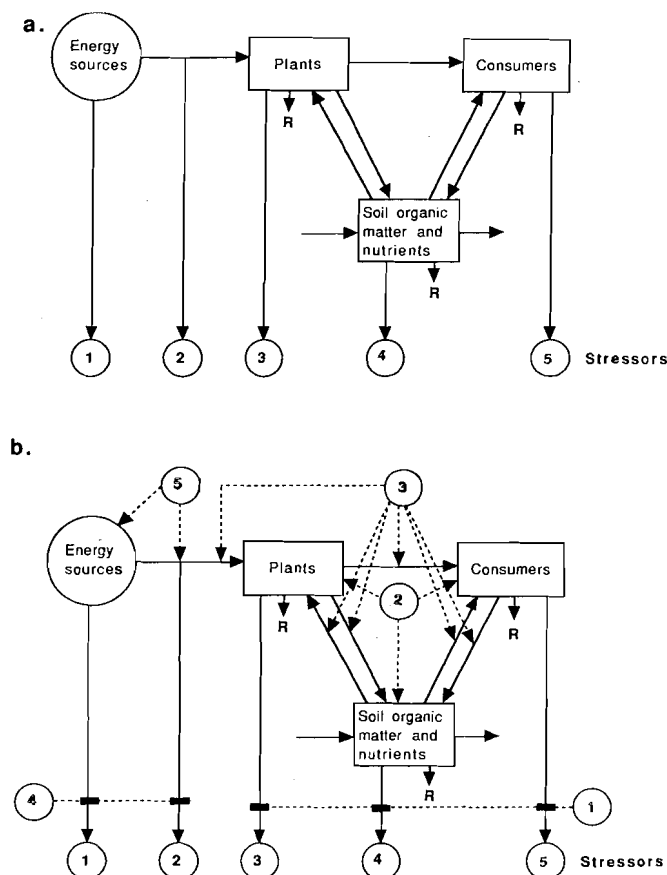 a.
Energy
sources
Plants
Consumers
R
R
Soil organic
matter and
nutrients
R
1
2
3
4
5
Stressors
b.
5
3
Energy
sources
Plants
Consumers
2
R
R
Soil organic
matter and
nutrients
R
4
1
1
2
3
4
5
Stressors